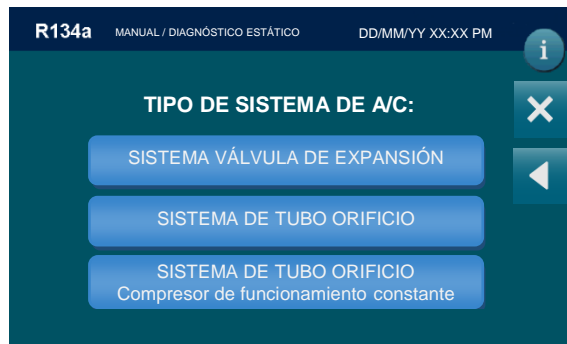 R134a MANUAL / DIAGNÓSTICO ESTÁTICO DD/MM/YY XX:XX PM
i
TIPO DE SISTEMA DE A/C:
SISTEMA VÁLVULA DE EXPANSIÓN
SISTEMA DE TUBO ORIFICIO
SISTEMA DE TUBO ORIFICIO
Compresor de funcionamiento constante